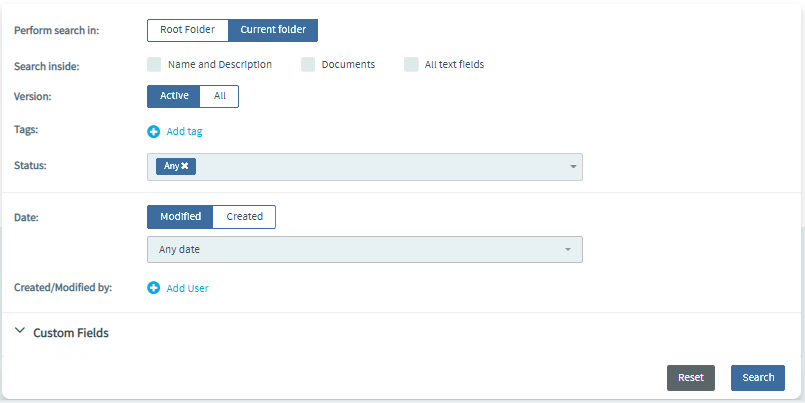 Perform search in: Root Folder Current folder
Search inside: Name and Description Documents All text fields
Version: Active All
Tags: Add tag
Status: Any
Date: Modified Created
Any date
Created/Modified by: Add User
Custom Fields
Reset Search